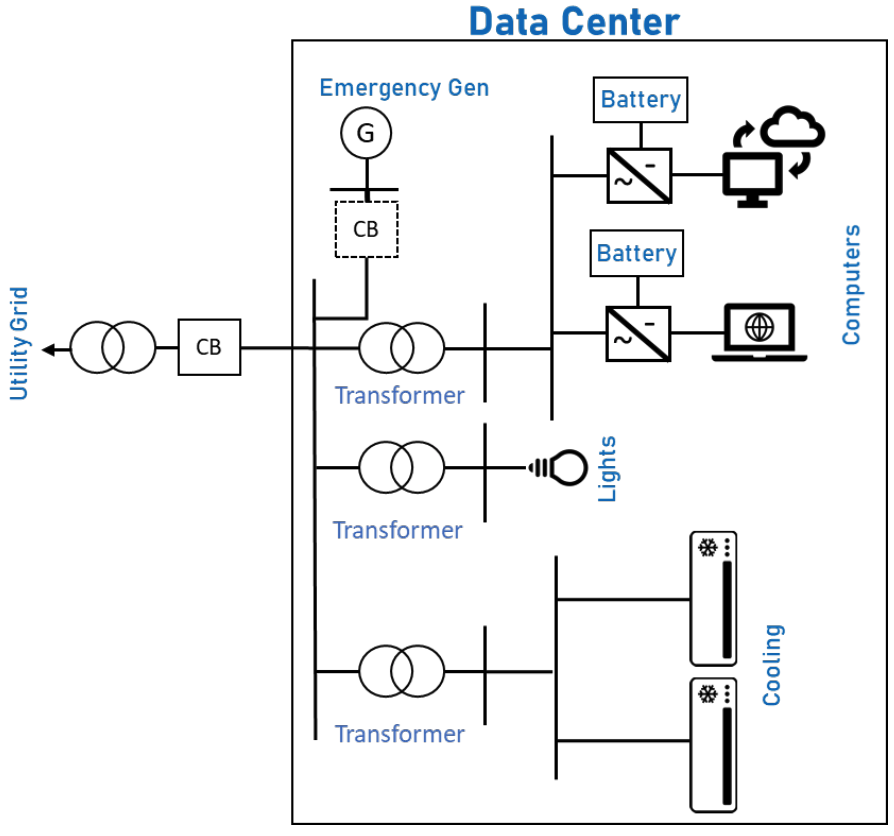 Data Center
Emergency Gen
G
CB
Battery
Battery
Computers
Utility Grid
CB
Transformer
Lights
Transformer
Cooling
Transformer